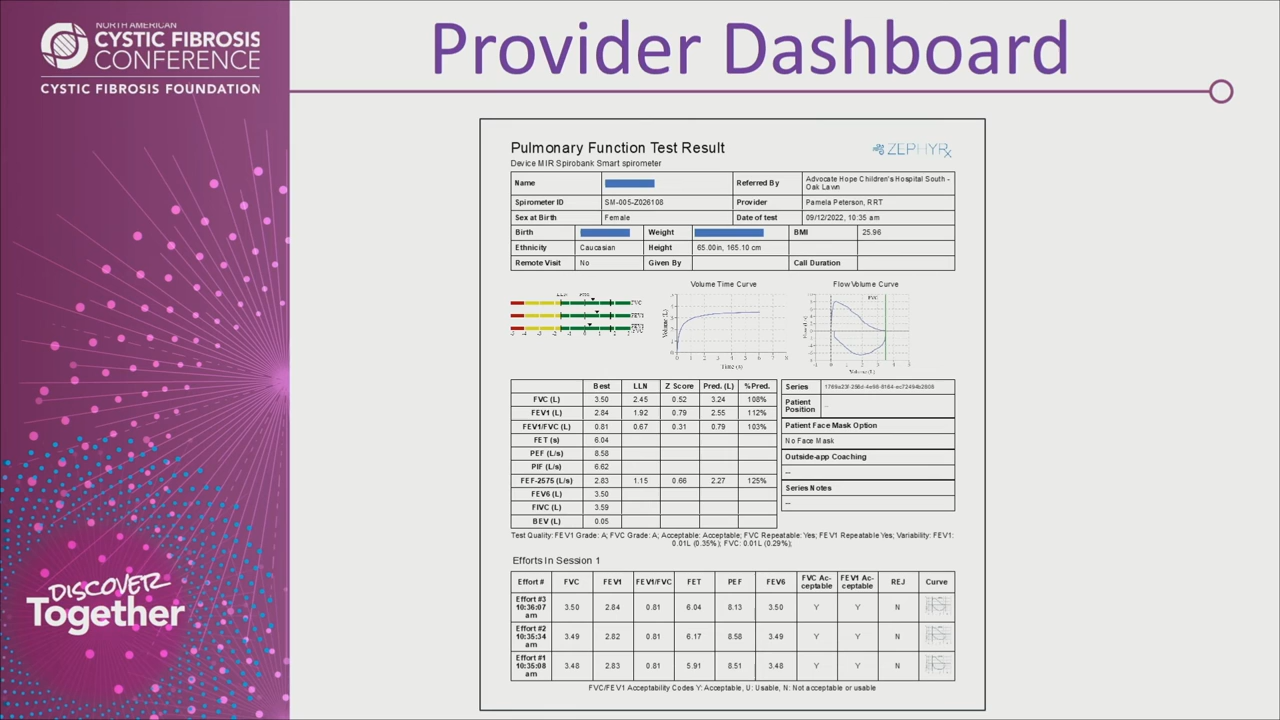 NORTH AMERICAN
CYSTIC FIBROSIS
CONFERENCE
CYSTIC FIBROSIS FOUNDATION
DISCOVER
Together
Provider Dashboard
Pulmonary Function Test Result
ZEPHYRx
Device MIR Spirobank Smart spirometer
Name Referred By Advocate Hope Children's Hospital South -
Oak Lawn
Spirometer ID SM-005-Z026108 Provider Pamela Peterson, RRT
Sex at Birth Female Date of test 09/12/2022, 10:35 am
Birth Weight BMI 25.96
Ethnicity Caucasian Height 65.00in, 165.10 cm
Remote Visit No Given By Call Duration
Volume Time Curve Flow Volume Curve
FVC
FEV1
Volume (L)
Time (s)
FVC
Best LLN Z Score Pred. (L) %Pred.
FVC (L) 3.50 2.45 0.52 3.24 108%
FEV1 (L) 2.84 1.92 0.79 2.55 112%
FEV1/FVC (L) 0.81 0.67 0.31 0.79 103%
FET (s) 6.04
PEF (L/s) 8.58
PIF (L/s) 6.62
FEF-2575 (L/s) 2.83 1.15 0.66 2.27 125%
FEV6 (L) 3.50
FIVC (L) 3.59
BEV (L) 0.05
Series
Patient
Position
Patient Face Mask Option
No Face Mask
Outside-app Coaching
--
Series Notes
--
Test Quality: FEV1 Grade: A; FVC Grade: A; Acceptable: Acceptable; FVC Repeatable: Yes; FEV1 Repeatable Yes; Variability: FEV1:
0.01L (0.35%); FVC: 0.01L (0.29%);
Efforts In Session 1
Effort # FVC FEV1 FEV1/FVC FET PEF FEV6 FVC Ac-
ceptable FEV1 Ac-
ceptable REJ Curve
Effort #3
10:36:07
am 3.50 2.84 0.81 6.04 8.13 3.50 Y Y N
Effort #2
10:35:34
am 3.49 2.82 0.81 6.17 8.58 3.49 Y Y N
Effort #1
10:35:08
am 3.48 2.83 0.81 5.91 8.51 3.48 Y Y N
FVC/FEV1 Acceptability Codes Y: Acceptable, U: Usable, N: Not acceptable or usable